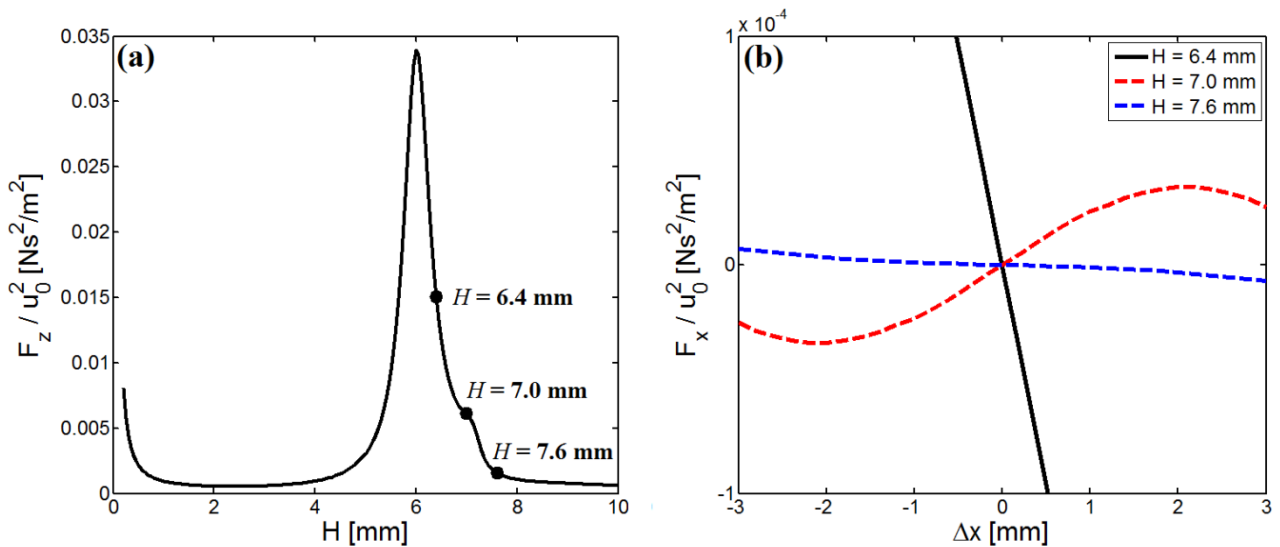 (a)
0.035
0.03
0.025
0.02
0.015
0.01
0.005
0
F_z / u_0^2 [Ns^2/m^2]
H = 6.4 mm
H = 7.0 mm
H = 7.6 mm
0 2 4 6 8 10
H [mm]
(b)
x 10^-4
1
0
-1
F_x / u_0^2 [Ns^2/m^2]
H = 6.4 mm
H = 7.0 mm
H = 7.6 mm
-3 -2 -1 0 1 2 3
Δx [mm]